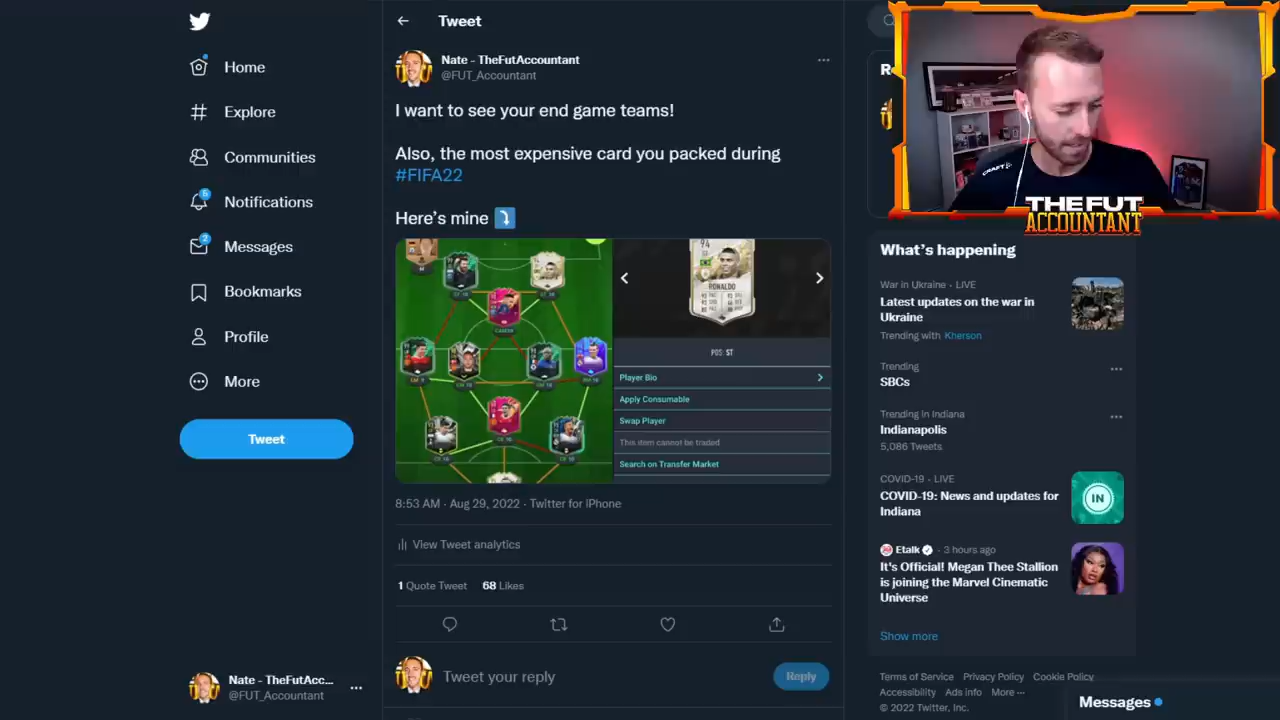 Tweet
Home
Explore
Communities
Notifications
5
Messages
2
Bookmarks
Profile
More
Tweet
Nate - TheFutAcc...
@FUT_Accountant
Nate - TheFutAccountant
@FUT_Accountant
I want to see your end game teams!
Also, the most expensive card you packed during
#FIFA22
Here's mine
94
RONALDO
POS: ST
Player Bio
Apply Consumable
Swap Player
This item cannot be traded
Search on Transfer Market
8:53 AM · Aug 29, 2022 · Twitter for iPhone
View Tweet analytics
1 Quote Tweet 68 Likes
Tweet your reply
Reply
CRAFT
THE FUT
ACCOUNTANT
What's happening
War in Ukraine · LIVE
Latest updates on the war in
Ukraine
Trending with Kherson
Trending
SBCs
Trending in Indiana
Indianapolis
5,086 Tweets
COVID-19 · LIVE
COVID-19: News and updates for
Indiana
IN
Etalk · 3 hours ago
It's Official! Megan Thee Stallion
is joining the Marvel Cinematic
Universe
Show more
Terms of Service Privacy Policy Cookie Policy
Accessibility Ads info More ···
© 2022 Twitter, Inc.
Messages